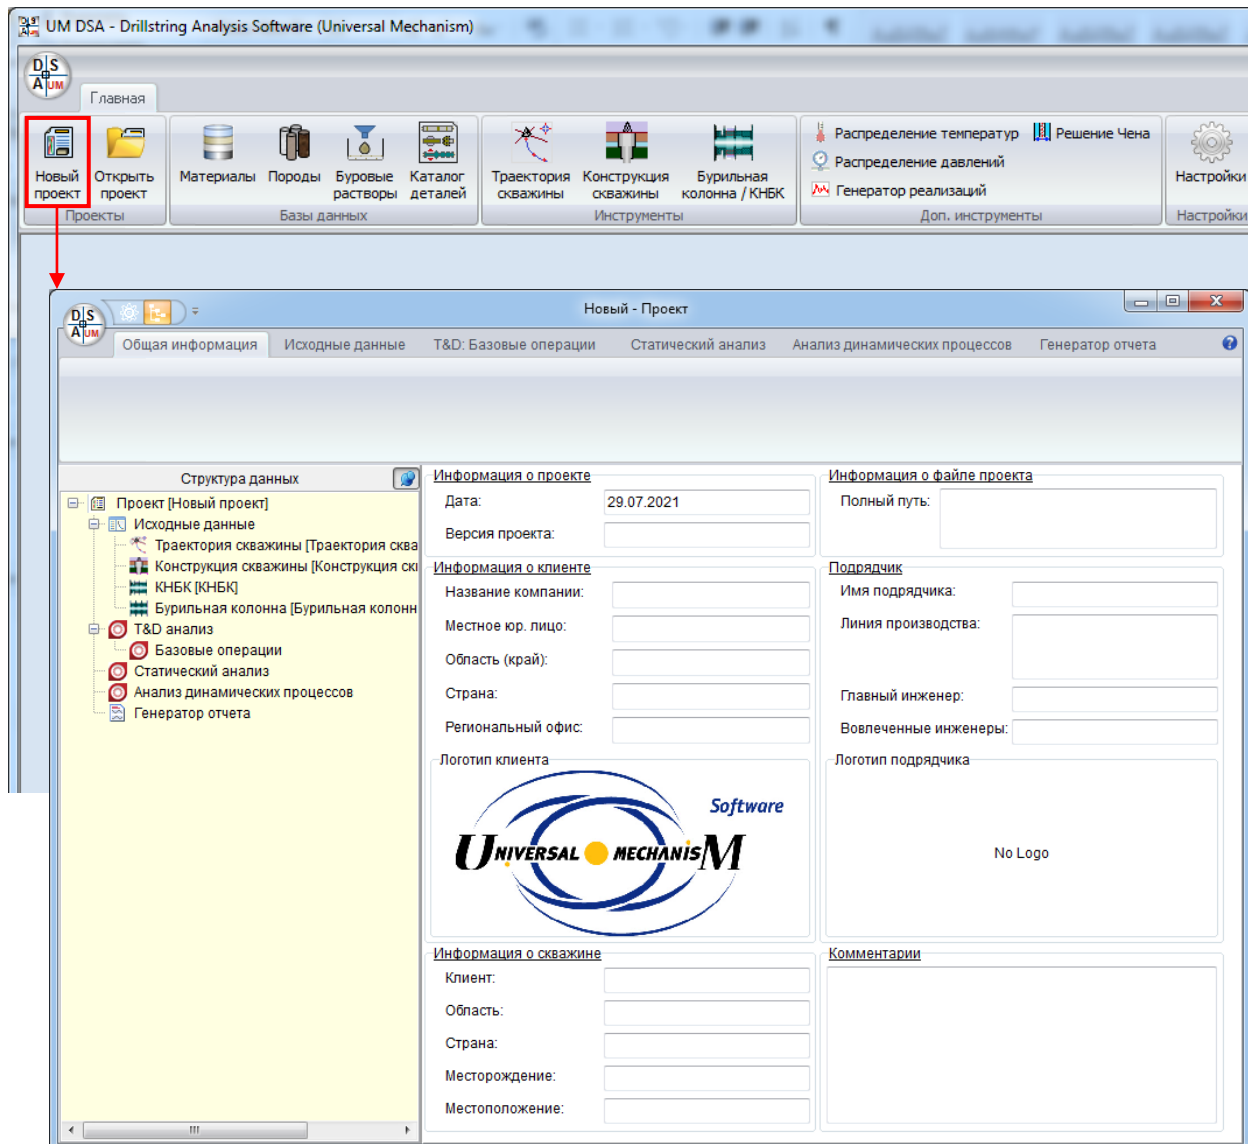 UM DSA - Drillstring Analysis Software (Universal Mechanism)
D S
A UM
Главная
Новый проект
Открыть проект
Материалы
Породы
Буровые растворы
Каталог деталей
Траектория скважины
Конструкция скважины
Бурильная колонна / КНБК
Распределение температур
Решение Чена
Распределение давлений
Генератор реализаций
Настройки
Проекты
Базы данных
Инструменты
Доп. инструменты
Настройки
D S
A UM
Новый - Проект
Общая информация
Исходные данные
T&D: Базовые операции
Статический анализ
Анализ динамических процессов
Генератор отчета
Структура данных
Проект [Новый проект]
Исходные данные
Траектория скважины [Траектория сква
Конструкция скважины [Конструкция ск
КНБК [КНБК]
Бурильная колонна [Бурильная колонн
T&D анализ
Базовые операции
Статический анализ
Анализ динамических процессов
Генератор отчета
Информация о проекте
Дата: 29.07.2021
Версия проекта:
Информация о файле проекта
Полный путь:
Информация о клиенте
Название компании:
Местное юр. лицо:
Область (край):
Страна:
Региональный офис:
Подрядчик
Имя подрядчика:
Линия производства:
Главный инженер:
Вовлеченные инженеры:
Логотип клиента
Software
UNIVERSAL MECHANISM
Логотип подрядчика
No Logo
Информация о скважине
Клиент:
Область:
Страна:
Месторождение:
Местоположение:
Комментарии